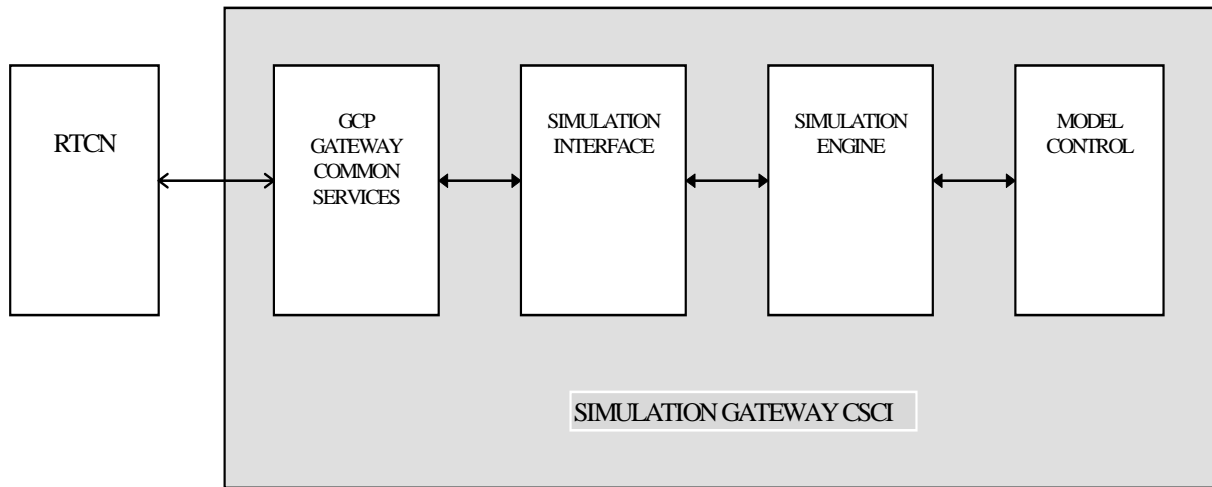 RTCN
GCP
GATEWAY
COMMON
SERVICES
SIMULATION
INTERFACE
SIMULATION
ENGINE
MODEL
CONTROL
SIMULATION GATEWAY CSCI